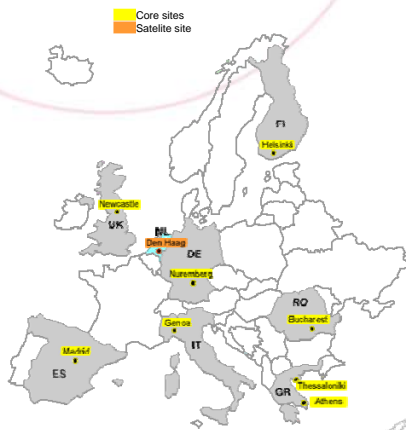 Core sites
Satelite site
FI
Helsinki
Newcastle
UK
NL
Den Haag
DE
Nuremberg
RO
Bucharest
Genoa
IT
Madrid
ES
Thessaloniki
GR
Athens